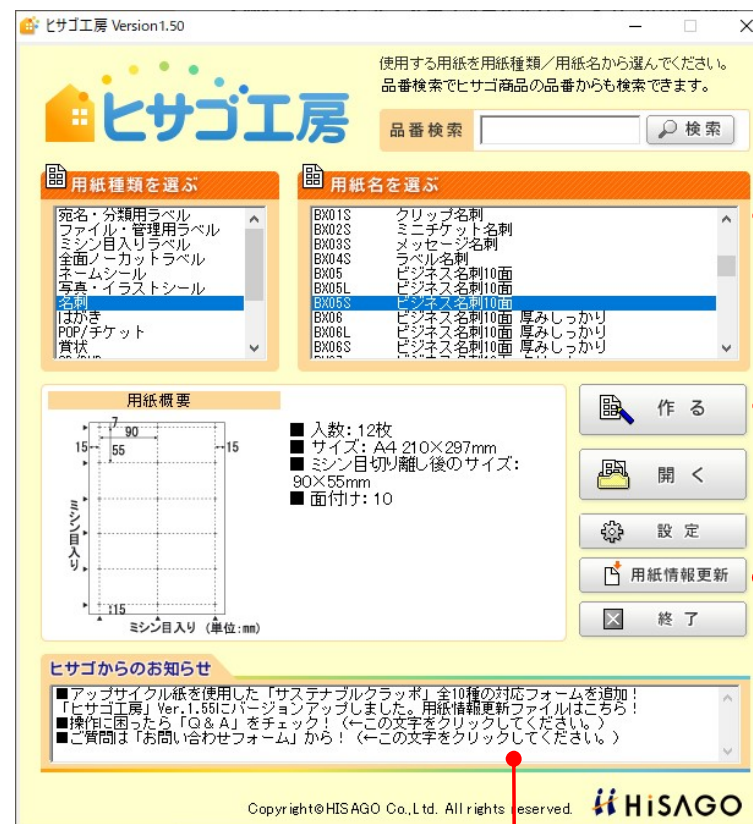 ヒサゴ工房 Version1.50
使用する用紙を用紙種類／用紙名から選んでください。
品番検索でヒサゴ商品の品番からも検索できます。
ヒサゴ工房
品番検索
検索
用紙種類を選ぶ
用紙名を選ぶ
宛名・分類用ラベル
ファイル・管理用ラベル
ミシン目入りラベル
全面ノーカットラベル
ネームシール
写真・イラストシール
名刺
はがき
POP/チケット
賞状
BX01S クリップ名刺
BX02S ミニチケット名刺
BX03S メッセージ名刺
BX04S ラベル名刺
BX05 ビジネス名刺10面
BX05L ビジネス名刺10面
BX05S ビジネス名刺10面
BX06 ビジネス名刺10面 厚みしっかり
BX06L ビジネス名刺10面 厚みしっかり
BX06S ビジネス名刺10面 厚みしっかり
用紙概要
7
90
15
55
15
ミシン目入り
15
ミシン目入り (単位:mm)
■ 入数: 12枚
■ サイズ: A4 210×297mm
■ ミシン目切り離し後のサイズ:
90×55mm
■ 面付け: 10
作る
開く
設定
用紙情報更新
終了
ヒサゴからのお知らせ
■アップサイクル紙を使用した「サステナブルクラッポ」全10種の対応フォームを追加！
「ヒサゴ工房」Ver.1.55にバージョンアップしました。用紙情報更新ファイルはこちら！
■操作に困ったら「Q&A」をチェック！（←この文字をクリックしてください。）
■ご質問は「お問い合わせフォーム」から！（←この文字をクリックしてください。）
Copyright©HISAGO Co.,Ltd. All rights reserved.
HiSAGO